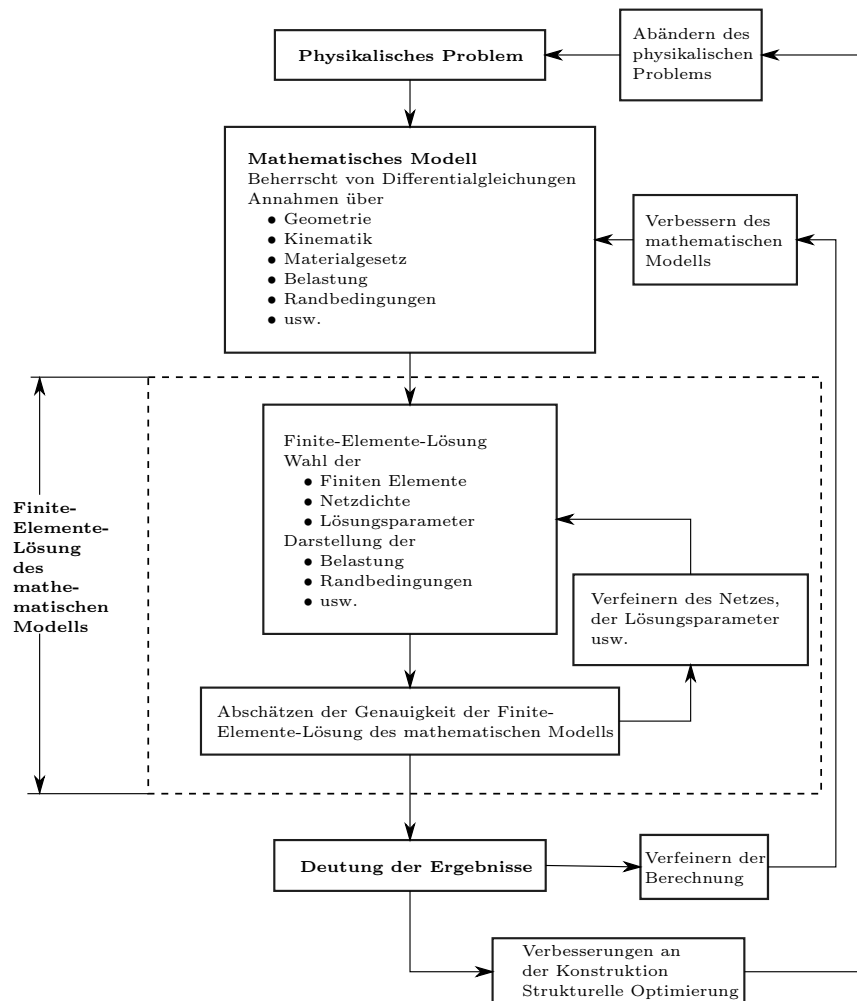 Physikalisches Problem
Abändern des
physikalischen
Problems
Mathematisches Modell
Beherrscht von Differentialgleichungen
Annahmen über
• Geometrie
• Kinematik
• Materialgesetz
• Belastung
• Randbedingungen
• usw.
Verbessern des
mathematischen
Modells
Finite-
Elemente-
Lösung
des
mathe-
matischen
Modells
Finite-Elemente-Lösung
Wahl der
• Finiten Elemente
• Netzdichte
• Lösungsparameter
Darstellung der
• Belastung
• Randbedingungen
• usw.
Verfeinern des Netzes,
der Lösungsparameter
usw.
Abschätzen der Genauigkeit der Finite-
Elemente-Lösung des mathematischen Modells
Deutung der Ergebnisse
Verfeinern der
Berechnung
Verbesserungen an
der Konstruktion
Strukturelle Optimierung